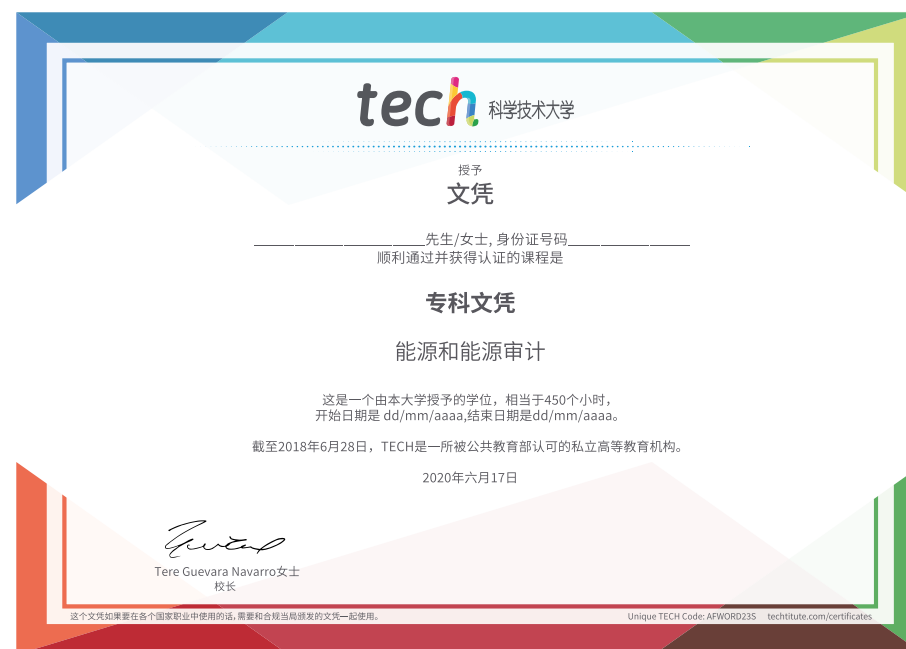 tech 科学技术大学
授予
文凭
_______________________先生/女士, 身份证号码________________
顺利通过并获得认证的课程是
专科文凭
能源和能源审计
这是一个由本大学授予的学位，相当于450个小时，
开始日期是 dd/mm/aaaa,结束日期是dd/mm/aaaa。
截至2018年6月28日，TECH是一所被公共教育部认可的私立高等教育机构。
2020年六月17日
Tere Guevara Navarro女士
校长
这个文凭如果要在各个国家职业中使用的话,需要和合规当局颁发的文凭一起使用。
Unique TECH Code: AFWORD23S techtitute.com/certificates